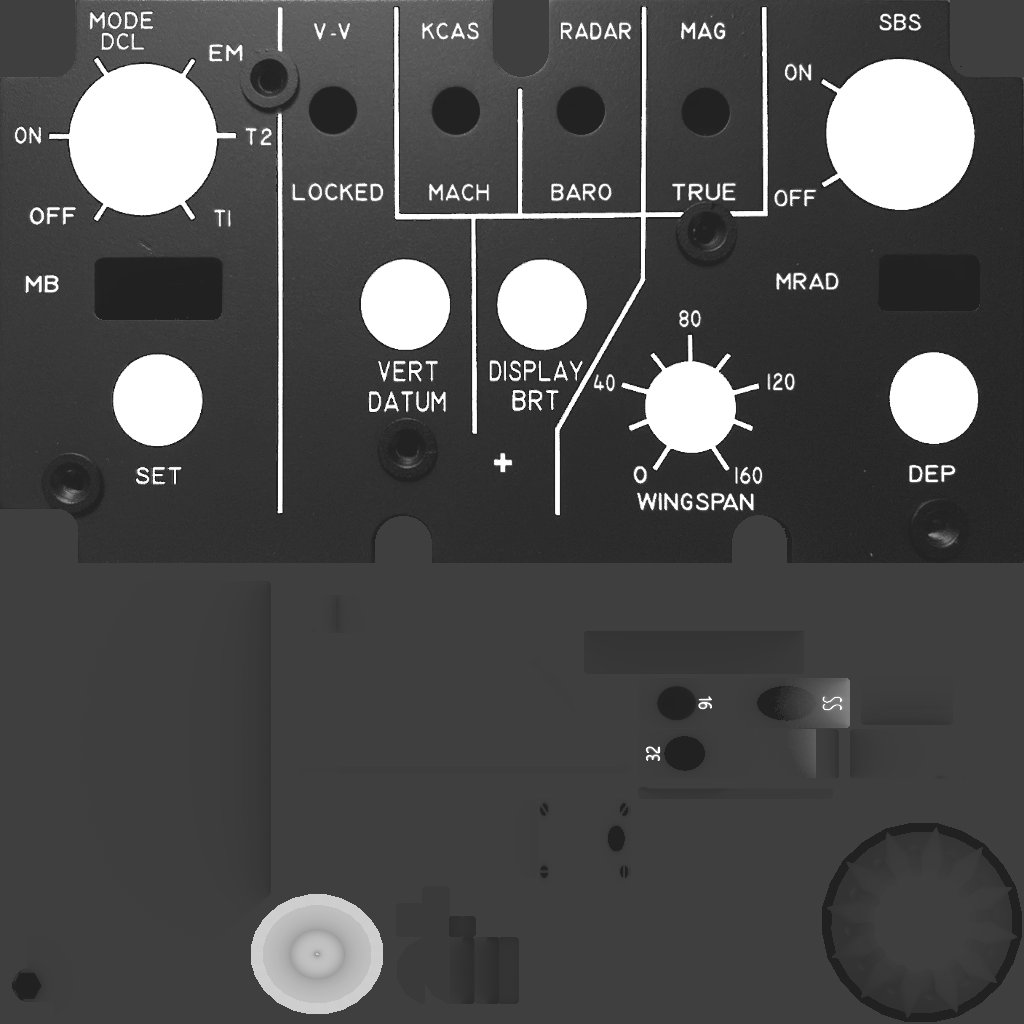 MODE
DCL
EM
ON
T2
OFF
T1
MB
SET
V-V
KCAS
RADAR
MAG
LOCKED
MACH
BARO
TRUE
VERT
DATUM
DISPLAY
BRT
+
SBS
ON
OFF
MRAD
80
40
120
0
160
WINGSPAN
DEP
16
SS
32